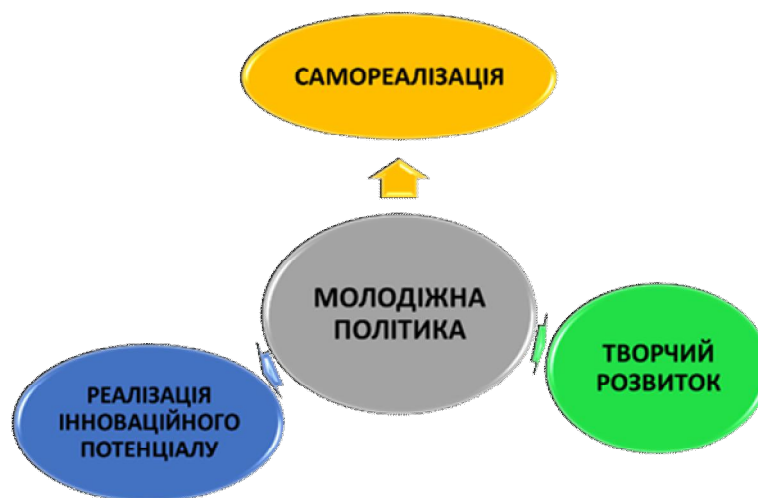 САМОРЕАЛІЗАЦІЯ
МОЛОДІЖНА
ПОЛІТИКА
ТВОРЧИЙ
РОЗВИТОК
РЕАЛІЗАЦІЯ
ІННОВАЦІЙНОГО
ПОТЕНЦІАЛУ